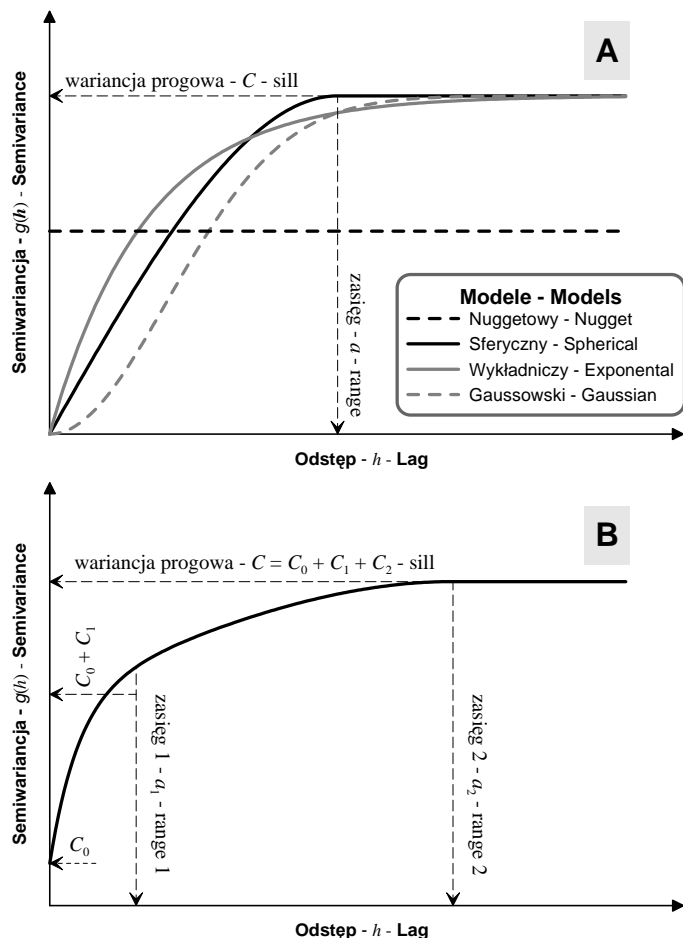 A
wariancja progowa - C - sill
Semiwariancja - g(h) - Semivariance
zasięg - a - range
Modele - Models
Nuggetowy - Nugget
Sferyczny - Spherical
Wykładniczy - Exponental
Gaussowski - Gaussian
Odstęp - h - Lag
B
wariancja progowa - C = C₀ + C₁ + C₂ - sill
Semiwariancja - g(h) - Semivariance
C₀ + C₁
zasięg 1 - a₁ - range 1
zasięg 2 - a₂ - range 2
C₀
Odstęp - h - Lag